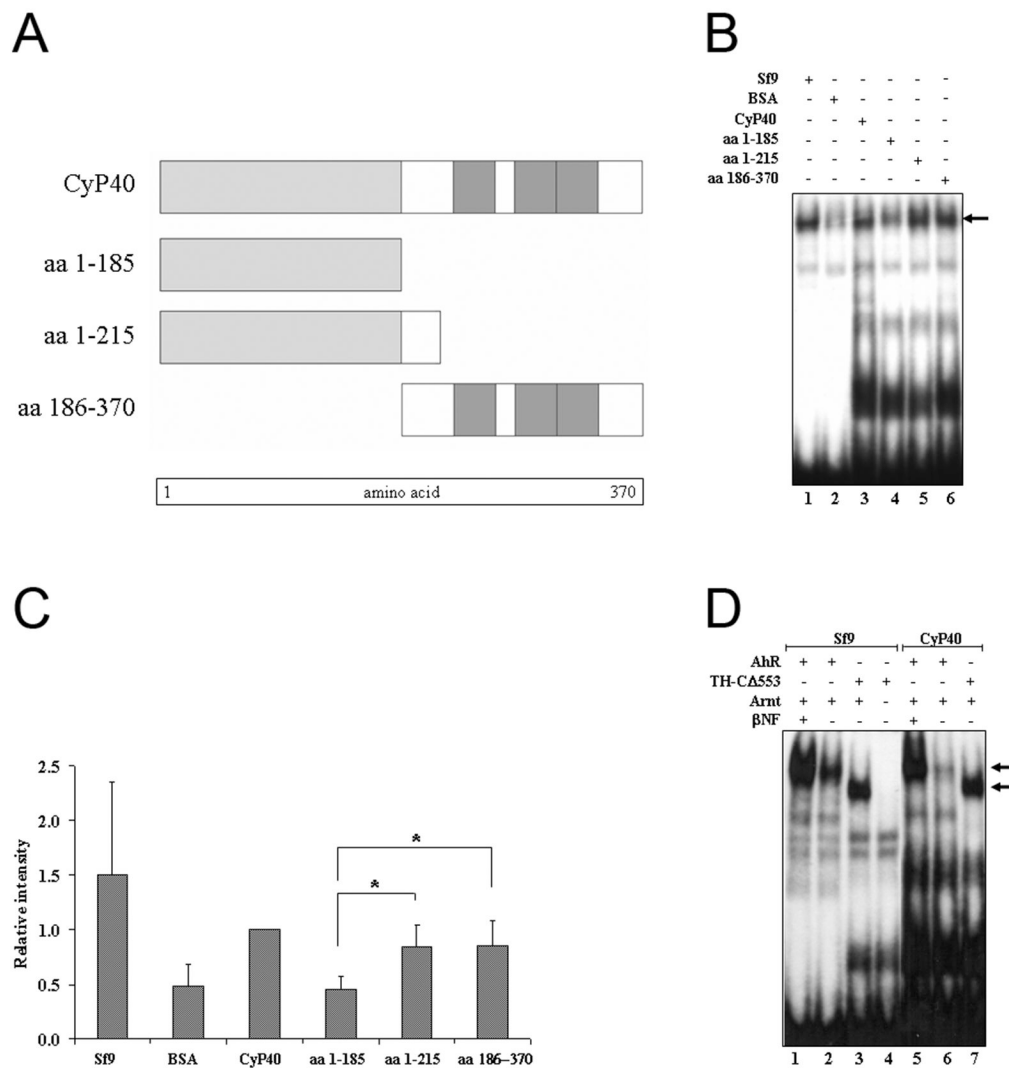 A
CyP40
aa 1-185
aa 1-215
aa 186-370
1 amino acid 370
B
Sf9 + - - - - -
BSA - + - - - -
CyP40 - - + - - -
aa 1-185 - - - + - -
aa 1-215 - - - - + -
aa 186-370 - - - - - +
1 2 3 4 5 6
C
Relative intensity
2.5
2.0
1.5
1.0
0.5
0.0
*
*
Sf9 BSA CyP40 aa 1-185 aa 1-215 aa 186–370
D
Sf9 CyP40
AhR + + - - + + -
TH-CΔ553 - - + + - - +
Arnt + + + - + + +
βNF + - - - + - -
1 2 3 4 5 6 7